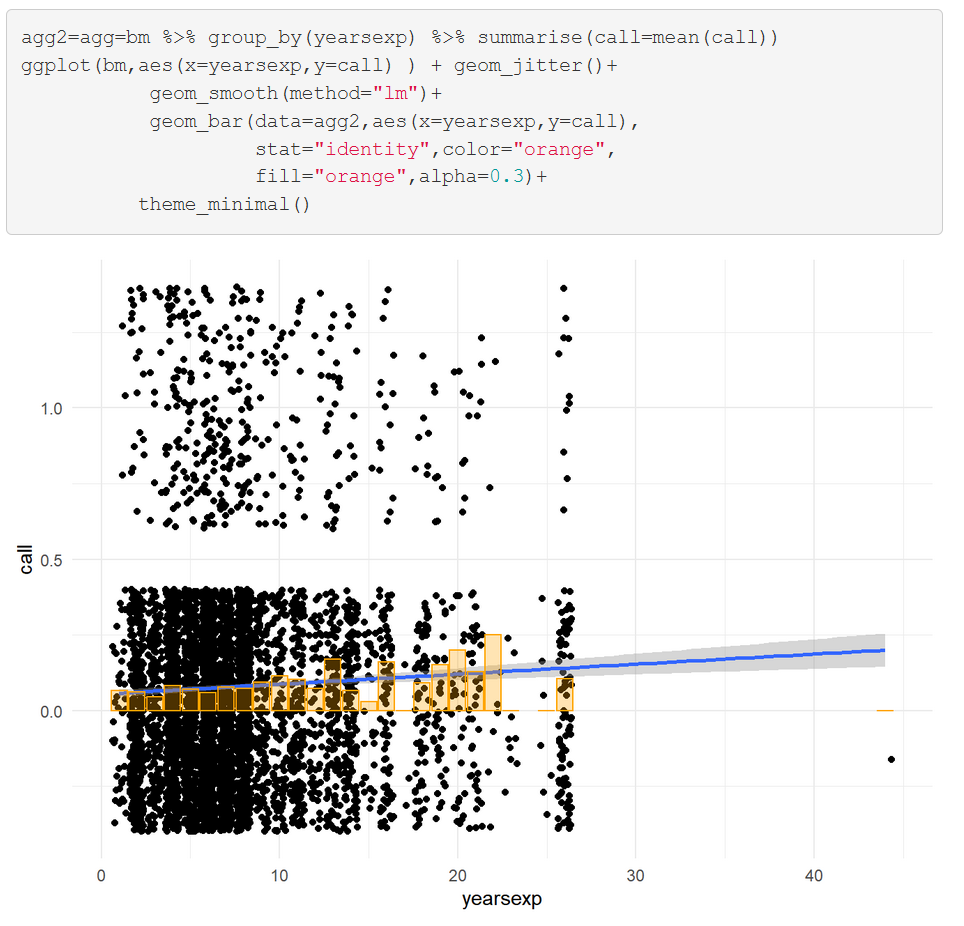 agg2=agg=bm %>% group_by(yearsexp) %>% summarise(call=mean(call))
ggplot(bm,aes(x=yearsexp,y=call) ) + geom_jitter()+
geom_smooth(method="lm")+
geom_bar(data=agg2,aes(x=yearsexp,y=call),
stat="identity",color="orange",
fill="orange",alpha=0.3)+
theme_minimal()
1.0
0.5
0.0
call
0 10 20 30 40
yearsexp